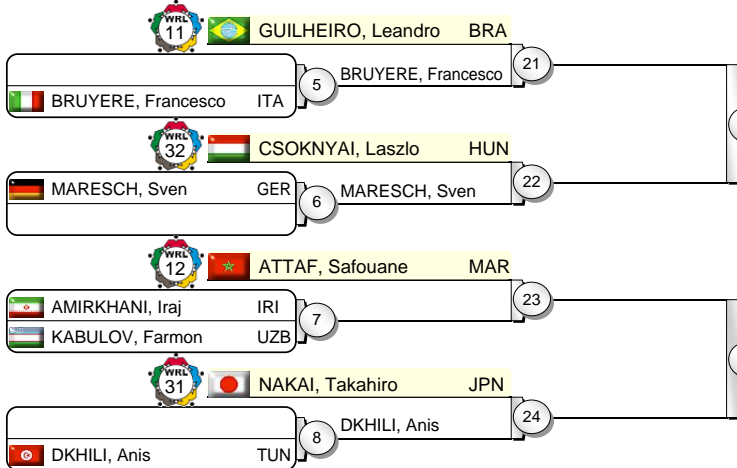 WRL
11
GUILHEIRO, Leandro BRA
21
5
BRUYERE, Francesco
BRUYERE, Francesco ITA
WRL
32
CSOKNYAI, Laszlo HUN
MARESCH, Sven GER
22
6
MARESCH, Sven
WRL
12
ATTAF, Safouane MAR
AMIRKHANI, Iraj IRI
23
7
KABULOV, Farmon UZB
WRL
31
NAKAI, Takahiro JPN
24
8
DKHILI, Anis
DKHILI, Anis TUN